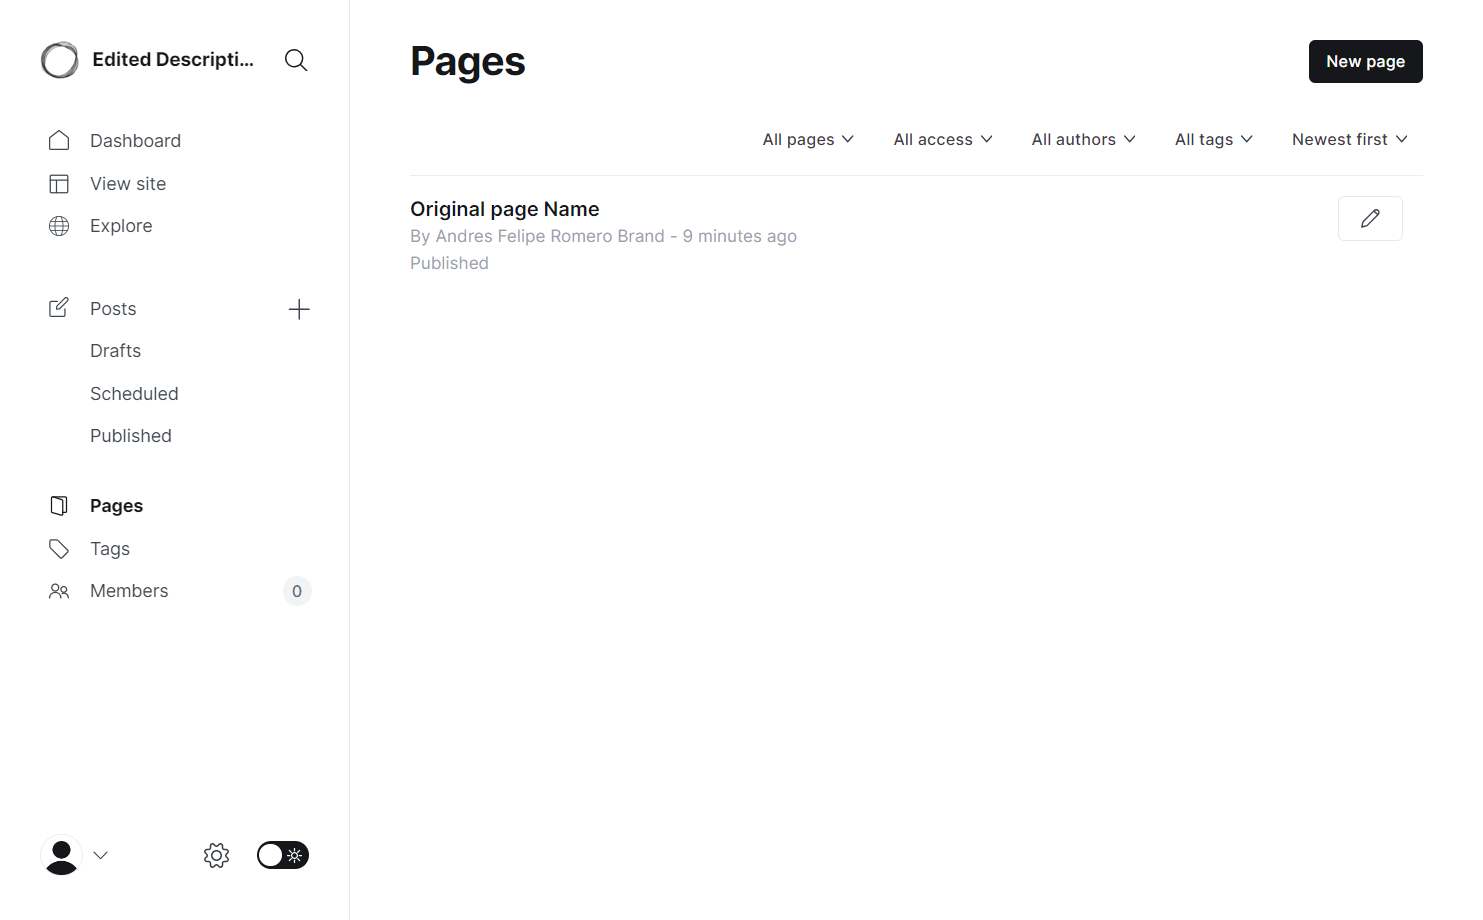 Edited Descripti...
Dashboard
View site
Explore
Posts
Drafts
Scheduled
Published
Pages
Tags
Members
0
Pages
New page
All pages
All access
All authors
All tags
Newest first
Original page Name
By Andres Felipe Romero Brand - 9 minutes ago
Published